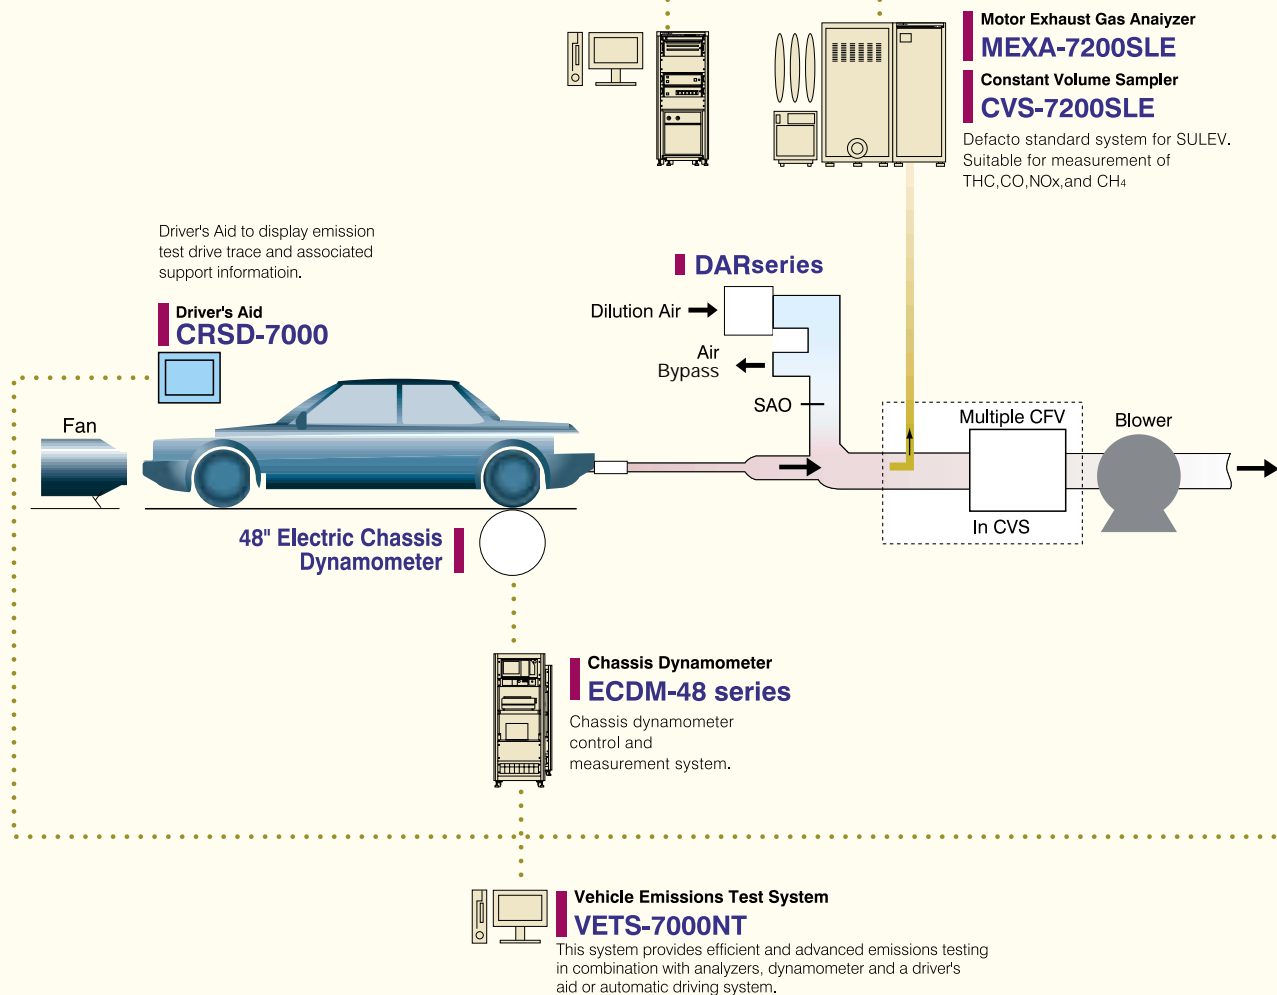 Motor Exhaust Gas Anaiyzer
MEXA-7200SLE
Constant Volume Sampler
CVS-7200SLE
Defacto standard system for SULEV.
Suitable for measurement of
THC,CO,NOx,and CH4
Driver's Aid to display emission
test drive trace and associated
support informatioin.
Driver's Aid
CRSD-7000
DARseries
Dilution Air
Air
Bypass
SAO
Fan
Multiple CFV
Blower
In CVS
48" Electric Chassis
Dynamometer
Chassis Dynamometer
ECDM-48 series
Chassis dynamometer
control and
measurement system.
Vehicle Emissions Test System
VETS-7000NT
This system provides efficient and advanced emissions testing
in combination with analyzers, dynamometer and a driver's
aid or automatic driving system.